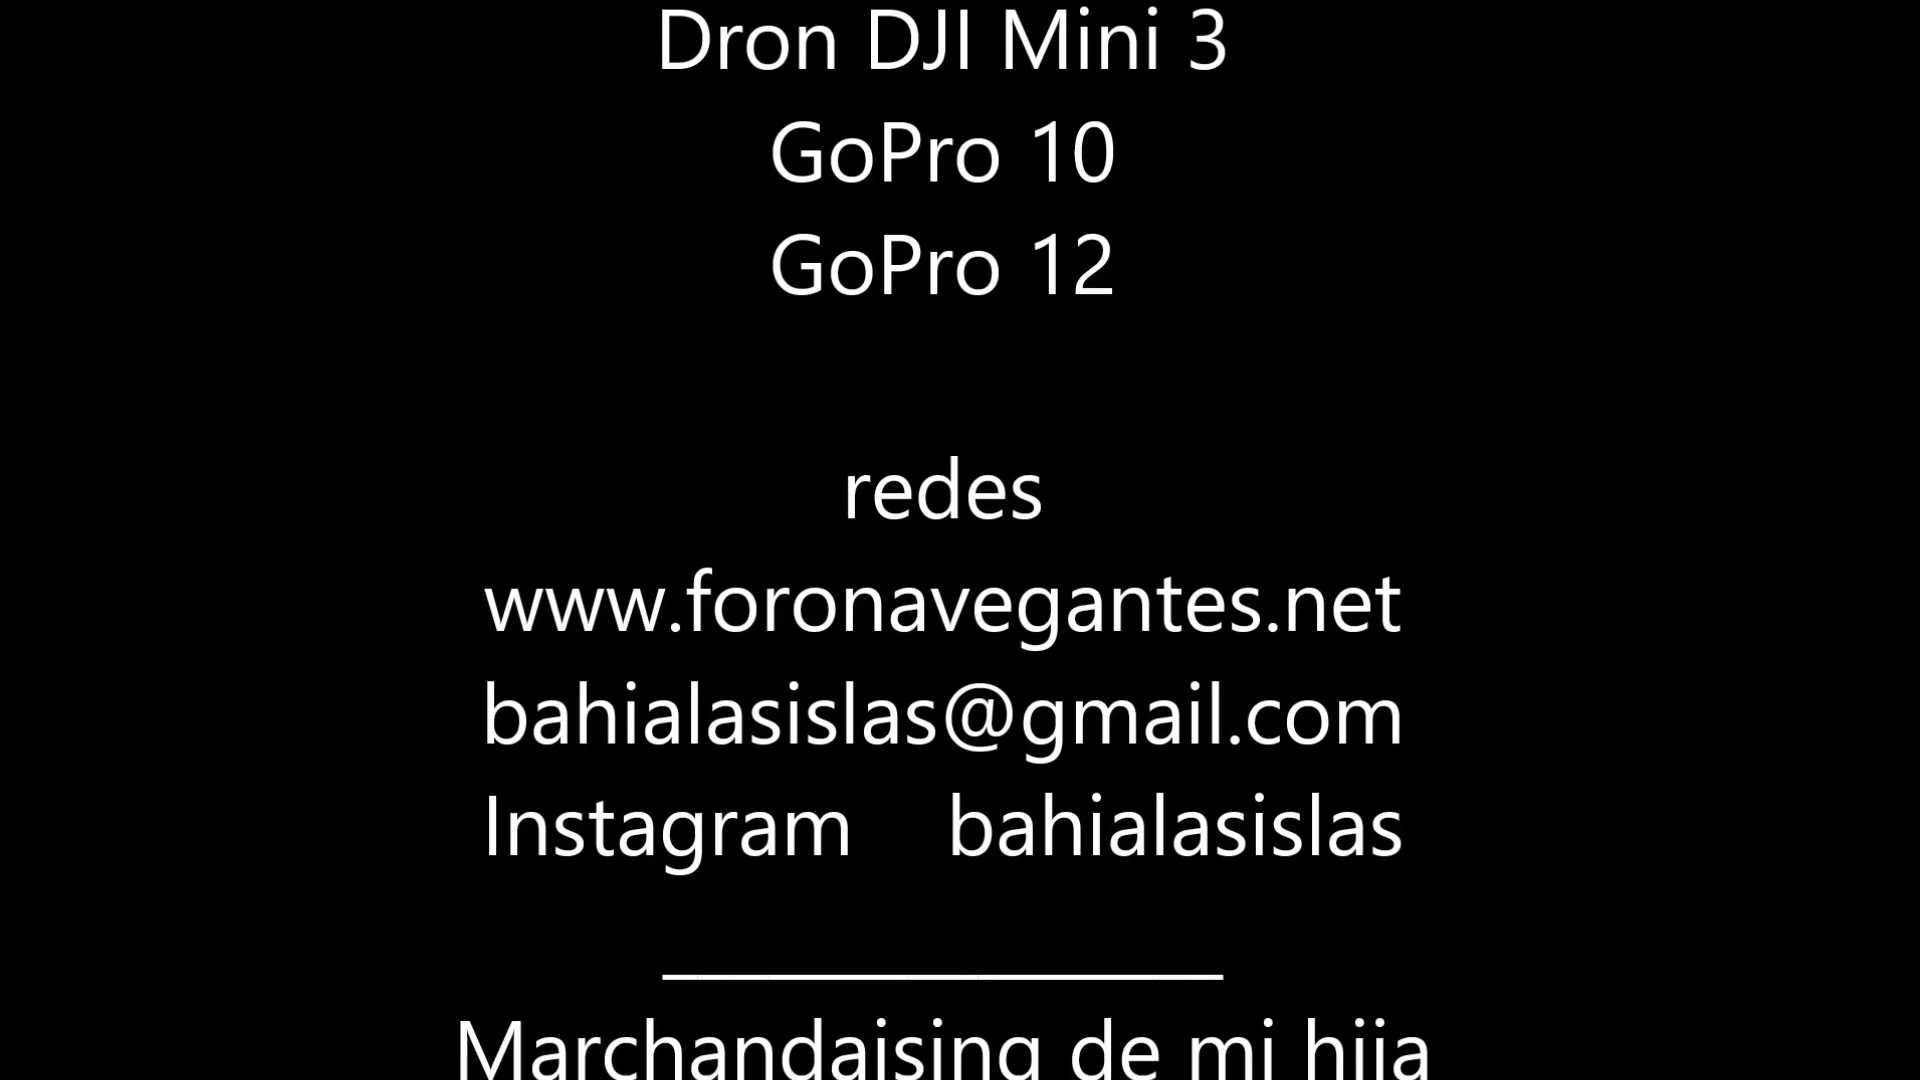 Dron DJI Mini 3
GoPro 10
GoPro 12
redes
www.foronavegantes.net
bahialasislas@gmail.com
Instagram bahialasislas
________________
Marchandaising de mi hija